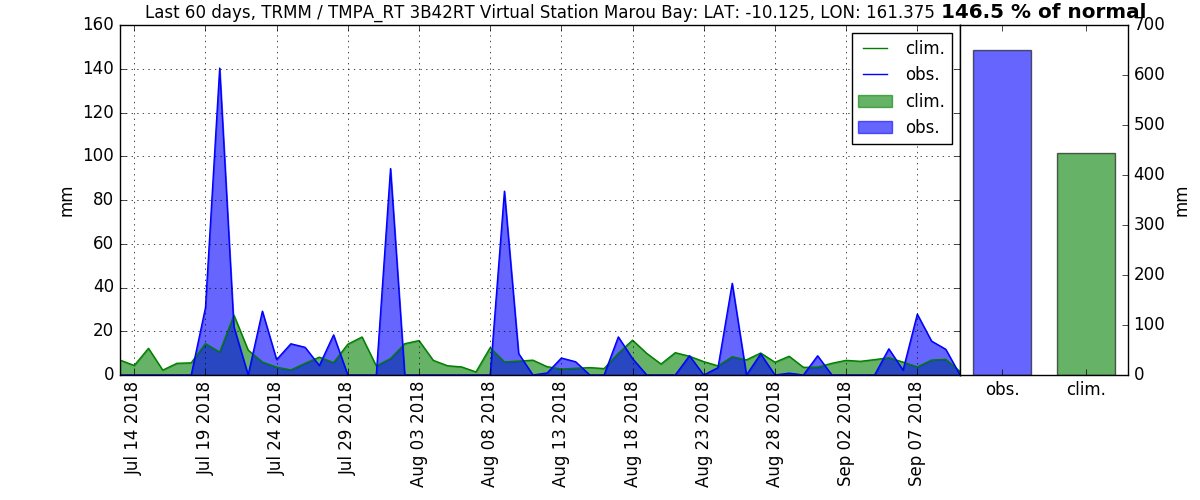 Last 60 days, TRMM / TMPA_RT 3B42RT Virtual Station Marou Bay: LAT: -10.125, LON: 161.375 146.5 % of normal
160
140
120
100
80
60
40
20
0
mm
clim.
obs.
clim.
obs.
Jul 14 2018
Jul 19 2018
Jul 24 2018
Jul 29 2018
Aug 03 2018
Aug 08 2018
Aug 13 2018
Aug 18 2018
Aug 23 2018
Aug 28 2018
Sep 02 2018
Sep 07 2018
700
600
500
400
300
200
100
0
mm
obs. clim.